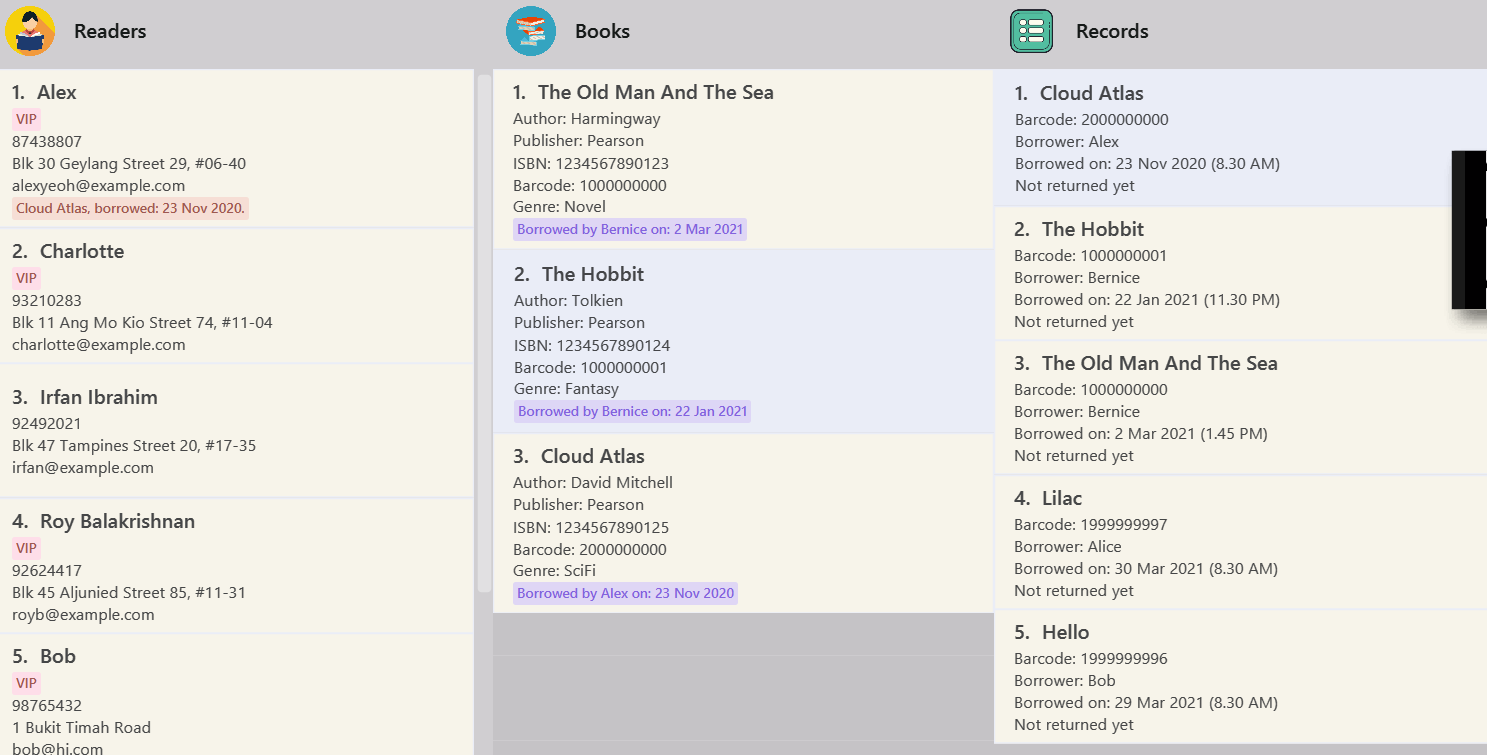 Readers
1. Alex
VIP
87438807
Blk 30 Geylang Street 29, #06-40
alexyeoh@example.com
Cloud Atlas, borrowed: 23 Nov 2020.
2. Charlotte
VIP
93210283
Blk 11 Ang Mo Kio Street 74, #11-04
charlotte@example.com
3. Irfan Ibrahim
92492021
Blk 47 Tampines Street 20, #17-35
irfan@example.com
4. Roy Balakrishnan
VIP
92624417
Blk 45 Aljunied Street 85, #11-31
royb@example.com
5. Bob
VIP
98765432
1 Bukit Timah Road
bob@hi.com
Books
1. The Old Man And The Sea
Author: Harmingway
Publisher: Pearson
ISBN: 1234567890123
Barcode: 1000000000
Genre: Novel
Borrowed by Bernice on: 2 Mar 2021
2. The Hobbit
Author: Tolkien
Publisher: Pearson
ISBN: 1234567890124
Barcode: 1000000001
Genre: Fantasy
Borrowed by Bernice on: 22 Jan 2021
3. Cloud Atlas
Author: David Mitchell
Publisher: Pearson
ISBN: 1234567890125
Barcode: 2000000000
Genre: SciFi
Borrowed by Alex on: 23 Nov 2020
Records
1. Cloud Atlas
Barcode: 2000000000
Borrower: Alex
Borrowed on: 23 Nov 2020 (8.30 AM)
Not returned yet
2. The Hobbit
Barcode: 1000000001
Borrower: Bernice
Borrowed on: 22 Jan 2021 (11.30 PM)
Not returned yet
3. The Old Man And The Sea
Barcode: 1000000000
Borrower: Bernice
Borrowed on: 2 Mar 2021 (1.45 PM)
Not returned yet
4. Lilac
Barcode: 1999999997
Borrower: Alice
Borrowed on: 30 Mar 2021 (8.30 AM)
Not returned yet
5. Hello
Barcode: 1999999996
Borrower: Bob
Borrowed on: 29 Mar 2021 (8.30 AM)
Not returned yet